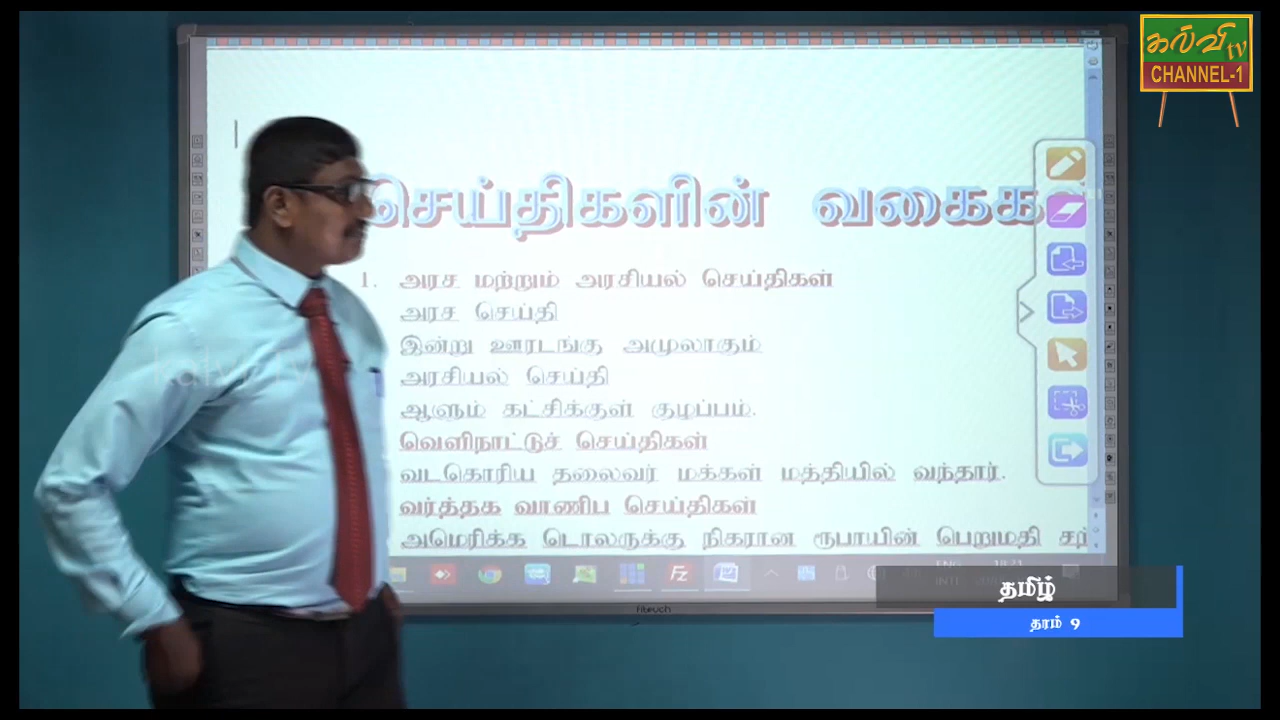 கல்வி tv
CHANNEL-1
செய்திகளின் வகைக
1. அரச மற்றும் அரசியல் செய்திகள்
அரச செய்தி
இன்று ஊரடங்கு அமுலாகும்
அரசியல் செய்தி
ஆளும் கட்சிக்குள் குழப்பம்.
வெளிநாட்டுச் செய்திகள்
வடகொரிய தலைவர் மக்கள் மத்தியில் வந்தார்.
வர்த்தக வாணிப செய்திகள்
அமெரிக்க டொலருக்கு நிகரான ரூபாயின் பெறுமதி சற்
தமிழ்
தரம் 9